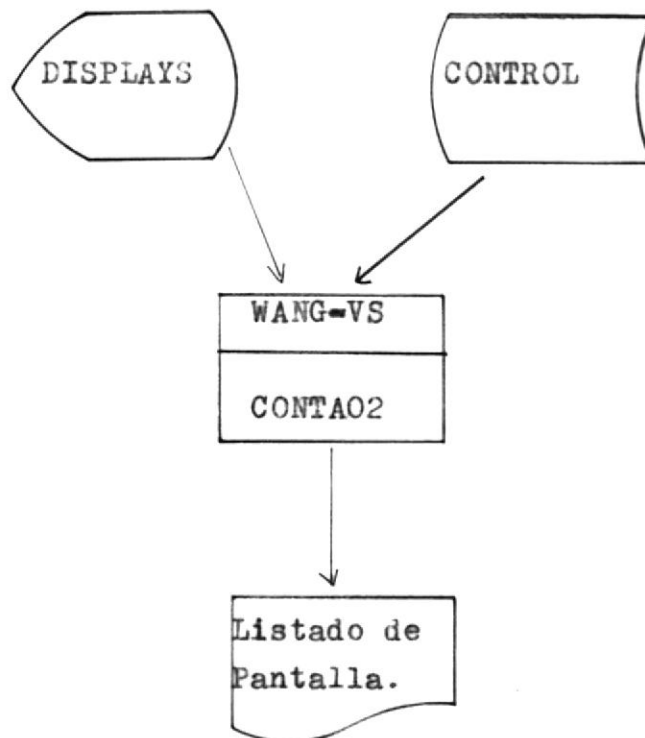 DISPLAYS
CONTROL
WANG-VS
CONTA02
Listado de
Pantalla.